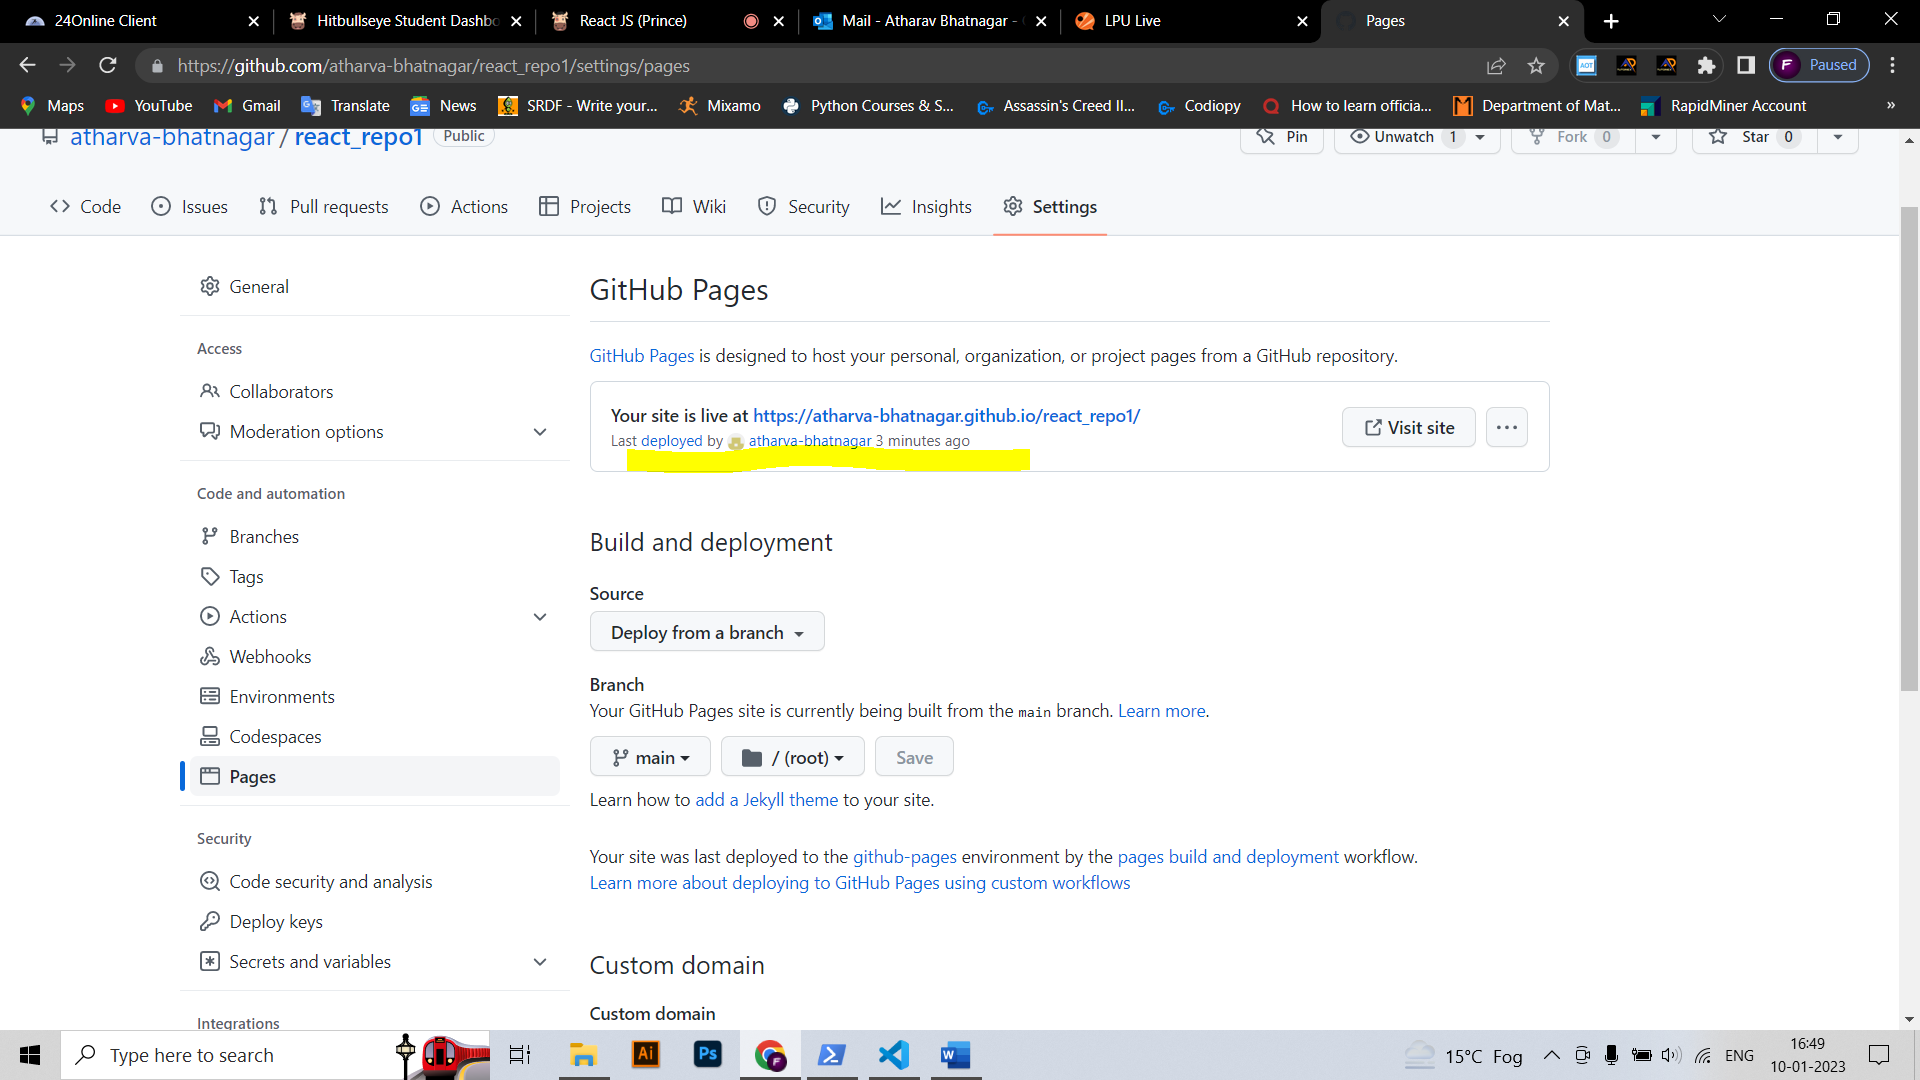 24Online Client
Hitbullseye Student Dashbo
React JS (Prince)
Mail - Atharav Bhatnagar -
LPU Live
Pages
https://github.com/atharva-bhatnagar/react_repo1/settings/pages
F Paused
Maps
YouTube
Gmail
Translate
News
SRDF - Write your...
Mixamo
Python Courses & S...
Assassin's Creed II...
Codiopy
How to learn officia...
Department of Mat...
RapidMiner Account
»
atharva-bhatnagar / react_repo1 Public
Pin
Unwatch 1
Fork 0
Star 0
Code
Issues
Pull requests
Actions
Projects
Wiki
Security
Insights
Settings
General
Access
Collaborators
Moderation options
Code and automation
Branches
Tags
Actions
Webhooks
Environments
Codespaces
Pages
Security
Code security and analysis
Deploy keys
Secrets and variables
Integrations
GitHub Pages
GitHub Pages is designed to host your personal, organization, or project pages from a GitHub repository.
Your site is live at https://atharva-bhatnagar.github.io/react_repo1/
Last deployed by atharva-bhatnagar 3 minutes ago
Visit site
Build and deployment
Source
Deploy from a branch
Branch
Your GitHub Pages site is currently being built from the main branch. Learn more.
main
/ (root)
Save
Learn how to add a Jekyll theme to your site.
Your site was last deployed to the github-pages environment by the pages build and deployment workflow.
Learn more about deploying to GitHub Pages using custom workflows
Custom domain
Custom domain
Type here to search
Ai
Ps
F
W
15°C Fog
ENG
16:49
10-01-2023